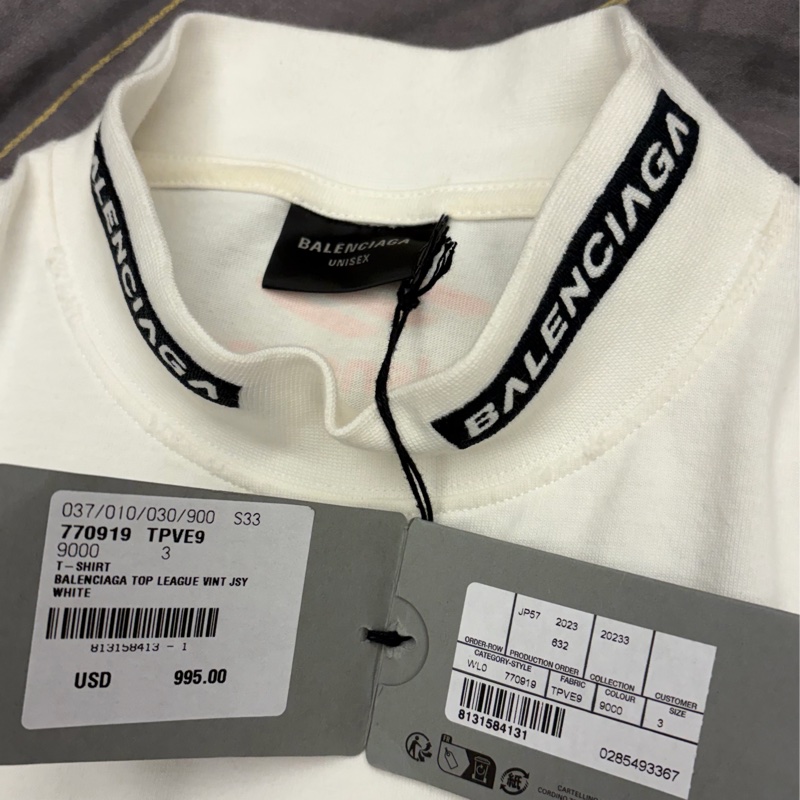 BALENCIAGA
BALENCIAGA
UNISEX
BALENCIAGA
037/010/030/900 S33
770919 TPVE9
9000 3
T-SHIRT
BALENCIAGA TOP LEAGUE VINT JSY
WHITE
813158413 - 1
USD 995.00
JP57 2023 20233
632
ORDER-ROW PRODUCTION ORDER COLLECTION CUSTOMER
CATEGORY-STYLE FABRIC COLOUR SIZE
WL0 770919 TPVE9 9000 3
8131584131
0285493367